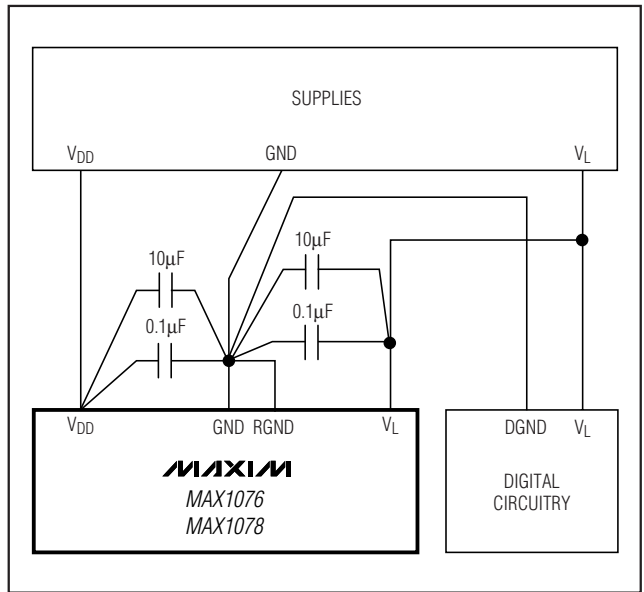 SUPPLIES
VDD GND VL
10μF 10μF
0.1μF 0.1μF
VDD GND RGND VL DGND VL
MAXIM
MAX1076
MAX1078
DIGITAL
CIRCUITRY